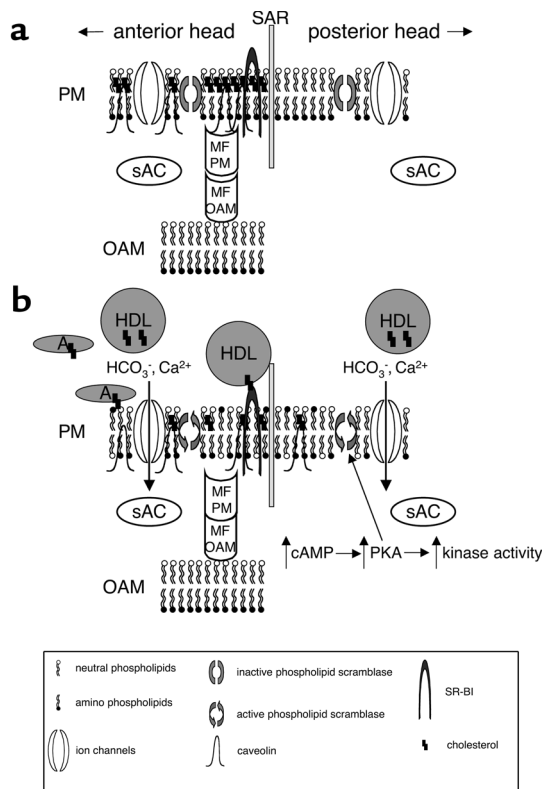 a
SAR
← anterior head
posterior head →
PM
sAC
sAC
MF
PM
MF
OAM
OAM
b
HDL
HDL
A
HCO3-, Ca2+
HDL
HCO3-, Ca2+
A
PM
sAC
sAC
MF
PM
MF
OAM
↑cAMP → ↑PKA → ↑kinase activity
OAM
neutral phospholipids
inactive phospholipid scramblase
SR-BI
amino phospholipids
active phospholipid scramblase
ion channels
caveolin
cholesterol